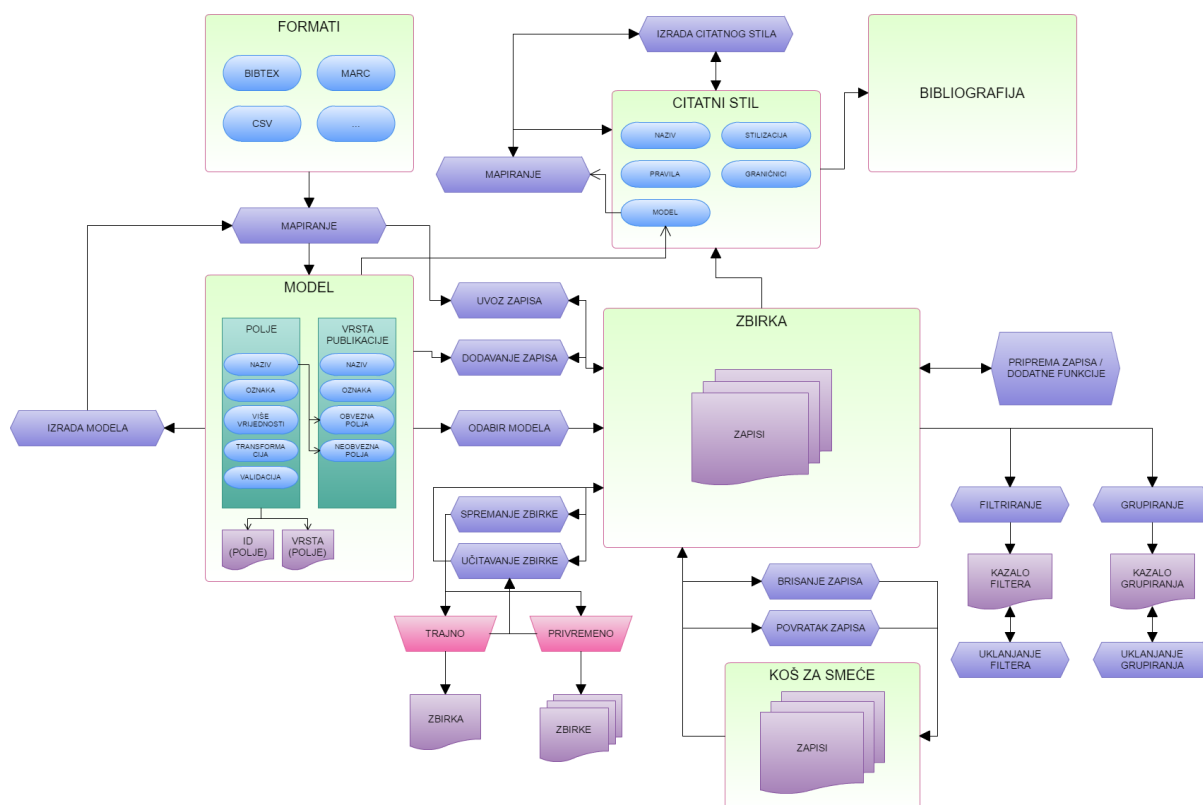 FORMATI
BIBTEX
MARC
CSV
...
IZRADA CITATNOG STILA
CITATNI STIL
NAZIV
STILIZACIJA
PRAVILA
GRANIČNICI
MODEL
BIBLIOGRAFIJA
MAPIRANJE
MAPIRANJE
MODEL
POLJE
NAZIV
OZNAKA
VIŠE
VRIJEDNOSTI
TRANSFORMA
CIJA
VALIDACIJA
VRSTA
PUBLIKACIJE
NAZIV
OZNAKA
OBVEZNA
POLJA
NEOBVEZNA
POLJA
ID
(POLJE)
VRSTA
(POLJE)
IZRADA MODELA
UVOZ ZAPISA
DODAVANJE ZAPISA
ODABIR MODELA
ZBIRKA
ZAPISI
PRIPREMA ZAPISA /
DODATNE FUNKCIJE
SPREMANJE ZBIRKE
UČITAVANJE ZBIRKE
TRAJNO
PRIVREMENO
ZBIRKA
ZBIRKE
FILTRIRANJE
GRUPIRANJE
KAZALO
FILTERA
KAZALO
GRUPIRANJA
UKLANJANJE
FILTERA
UKLANJANJE
GRUPIRANJA
BRISANJE ZAPISA
POVRATAK ZAPISA
KOŠ ZA SMEĆE
ZAPISI